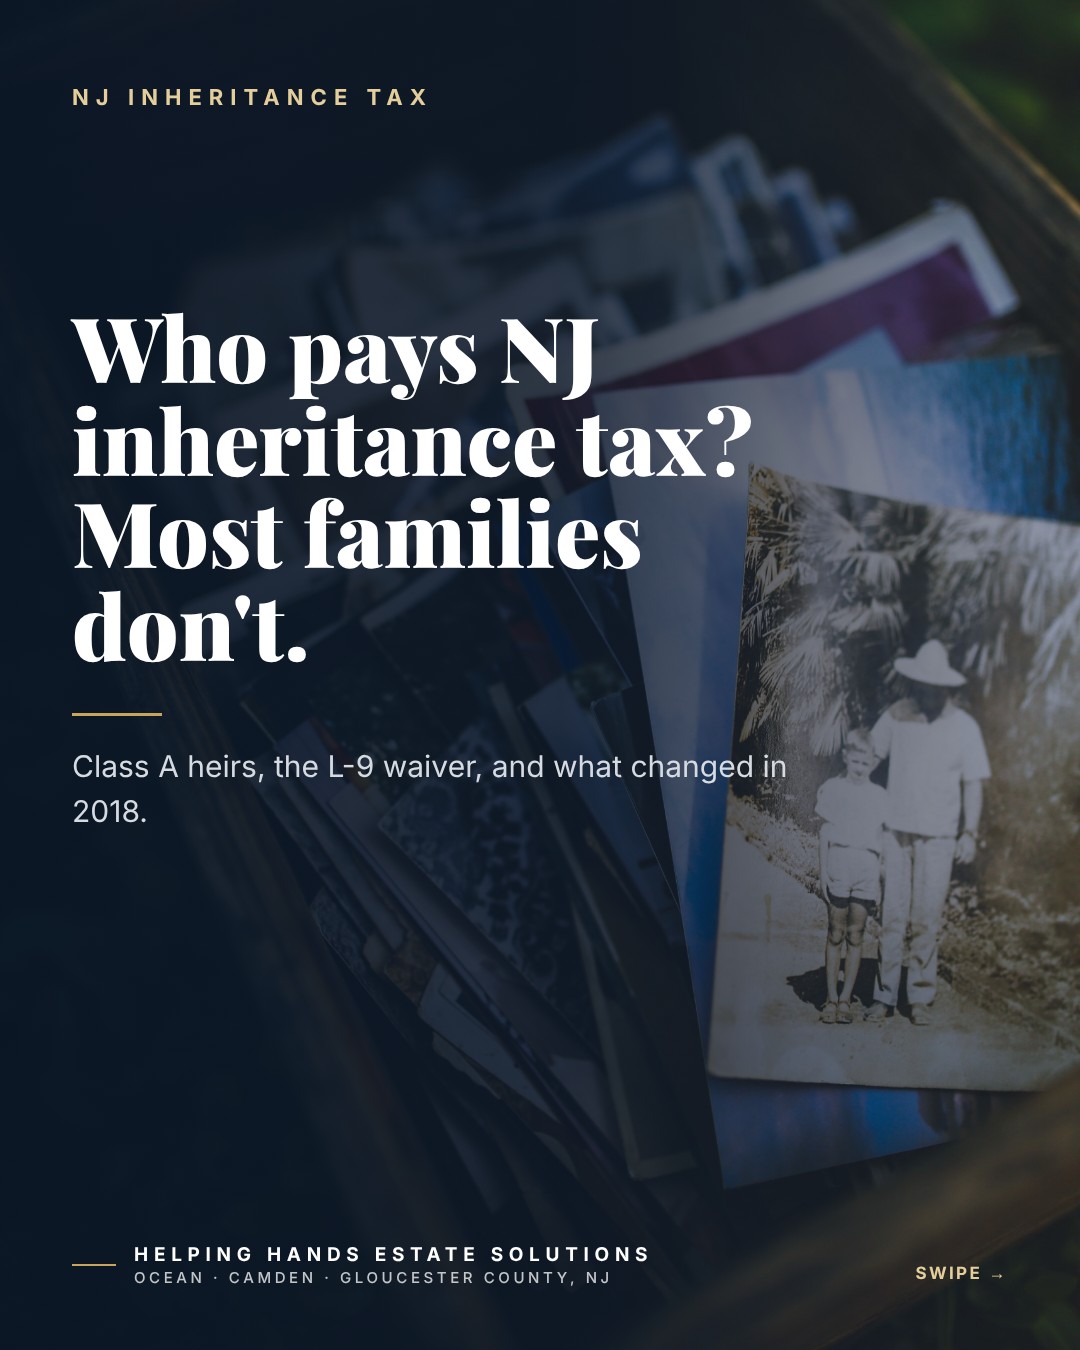 NJ INHERITANCE TAX
Who pays NJ
inheritance tax?
Most families
don't.
Class A heirs, the L-9 waiver, and what changed in
2018.
HELPING HANDS ESTATE SOLUTIONS
OCEAN · CAMDEN · GLOUCESTER COUNTY, NJ
SWIPE →